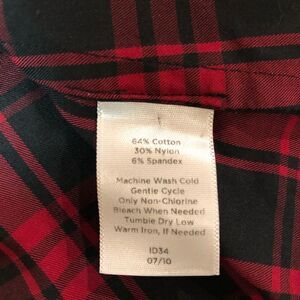 64% Cotton
30% Nylon
6% Spandex
Machine Wash Cold
Gentle Cycle
Only Non-Chlorine
Bleach When Needed
Tumble Dry Low
Warm Iron, If Needed
ID34
07/10